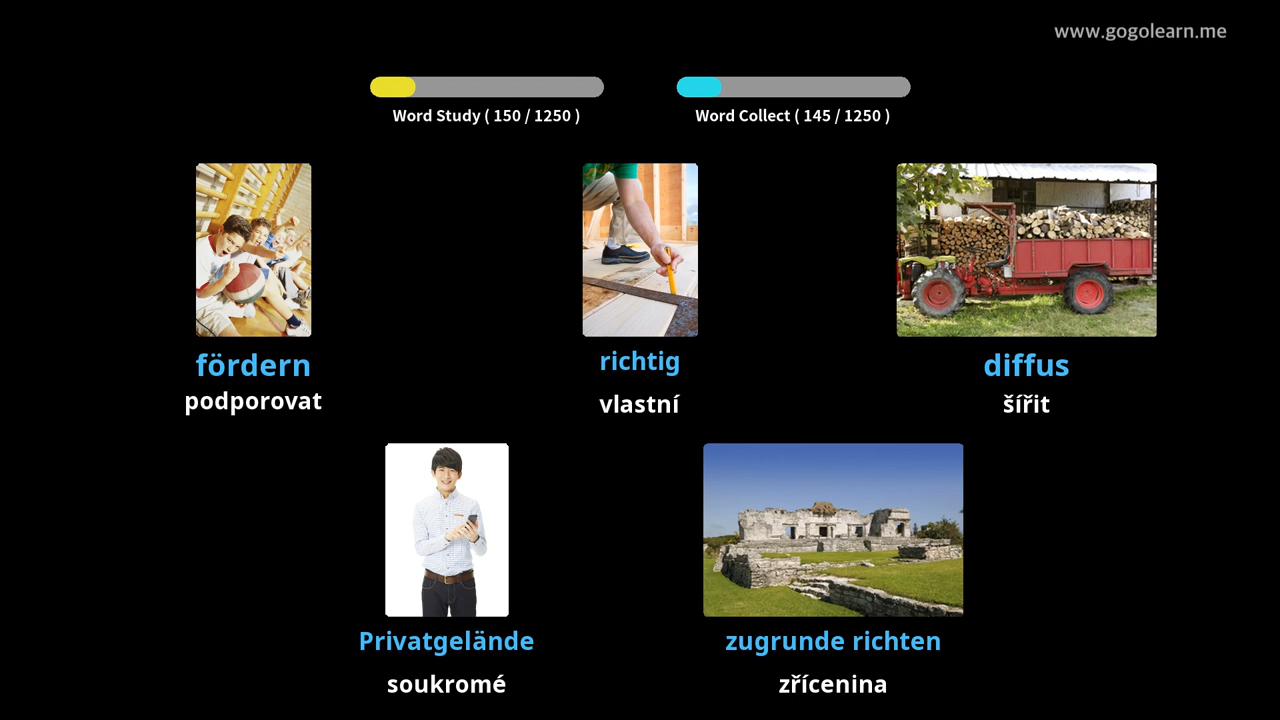 www.gogolearn.me
Word Study ( 150 / 1250 )
Word Collect ( 145 / 1250 )
fördern
podporovat
richtig
vlastní
diffus
šířit
Privatgelände
soukromé
zugrunde richten
zřícenina